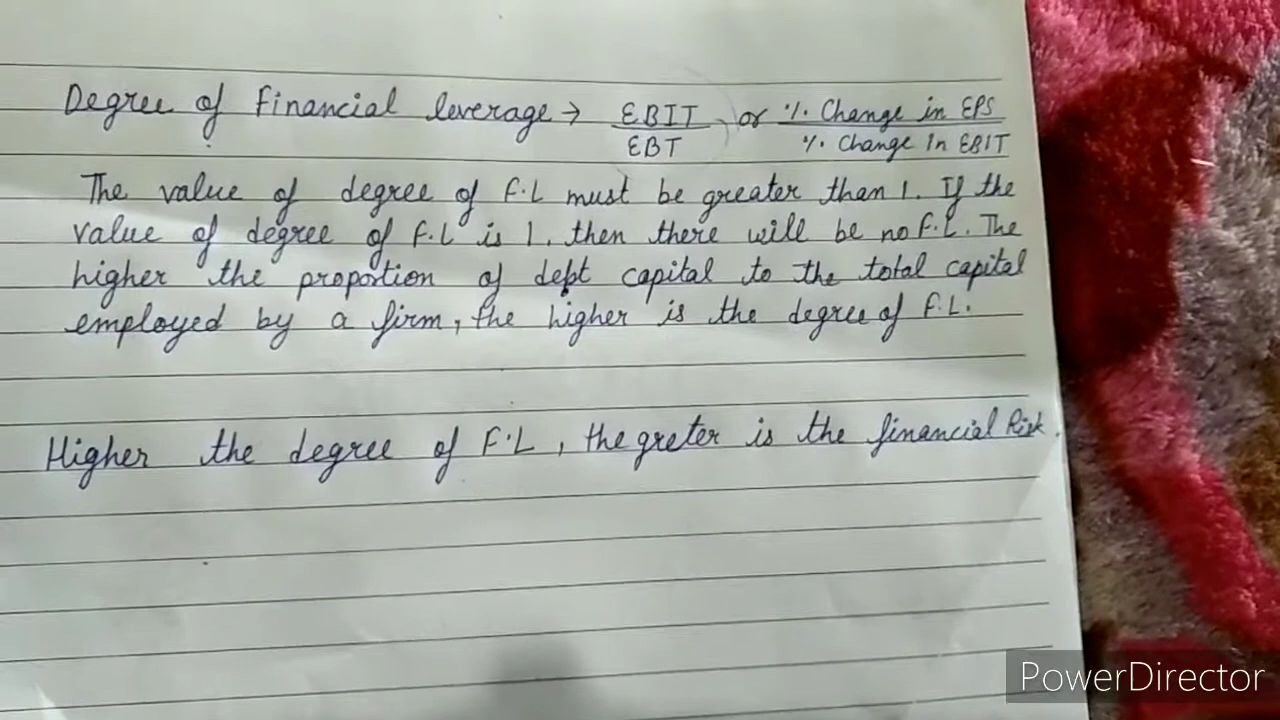 Degree of Financial leverage → EBIT / EBT or % Change in EPS / % Change in EBIT
The value of degree of F.L must be greater than 1. If the
value of degree of F.L is 1. then there will be no F.L. The
higher the proportion of dept capital to the total capital
employed by a firm, the higher is the degree of F.L.
Higher the degree of F.L, the greter is the financial Risk.
PowerDirector